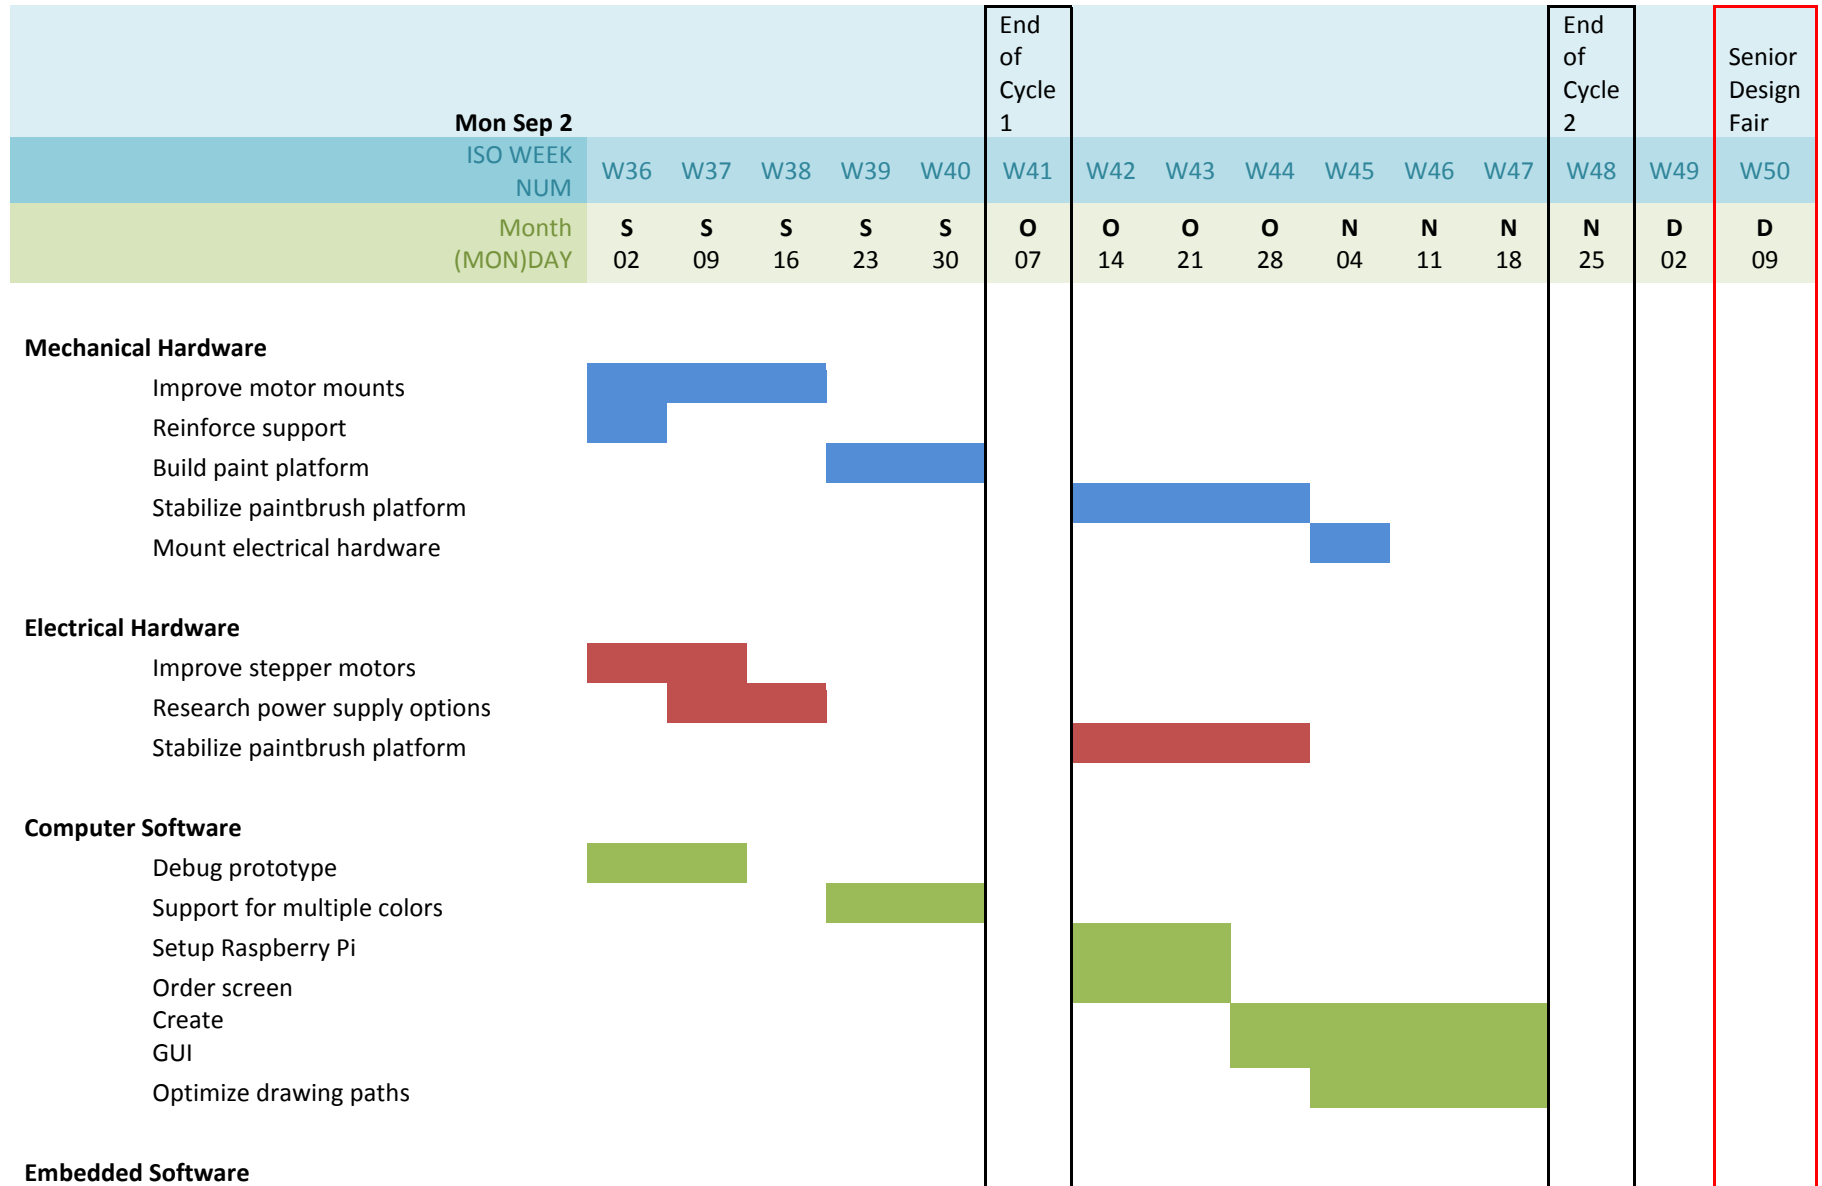 End of Cycle 1
End of Cycle 2
Senior Design Fair
Mon Sep 2
ISO WEEK NUM W36 W37 W38 W39 W40 W41 W42 W43 W44 W45 W46 W47 W48 W49 W50
Month S S S S S O O O O N N N N D D
(MON)DAY 02 09 16 23 30 07 14 21 28 04 11 18 25 02 09
Mechanical Hardware
Improve motor mounts
Reinforce support
Build paint platform
Stabilize paintbrush platform
Mount electrical hardware
Electrical Hardware
Improve stepper motors
Research power supply options
Stabilize paintbrush platform
Computer Software
Debug prototype
Support for multiple colors
Setup Raspberry Pi
Order screen
Create
GUI
Optimize drawing paths
Embedded Software